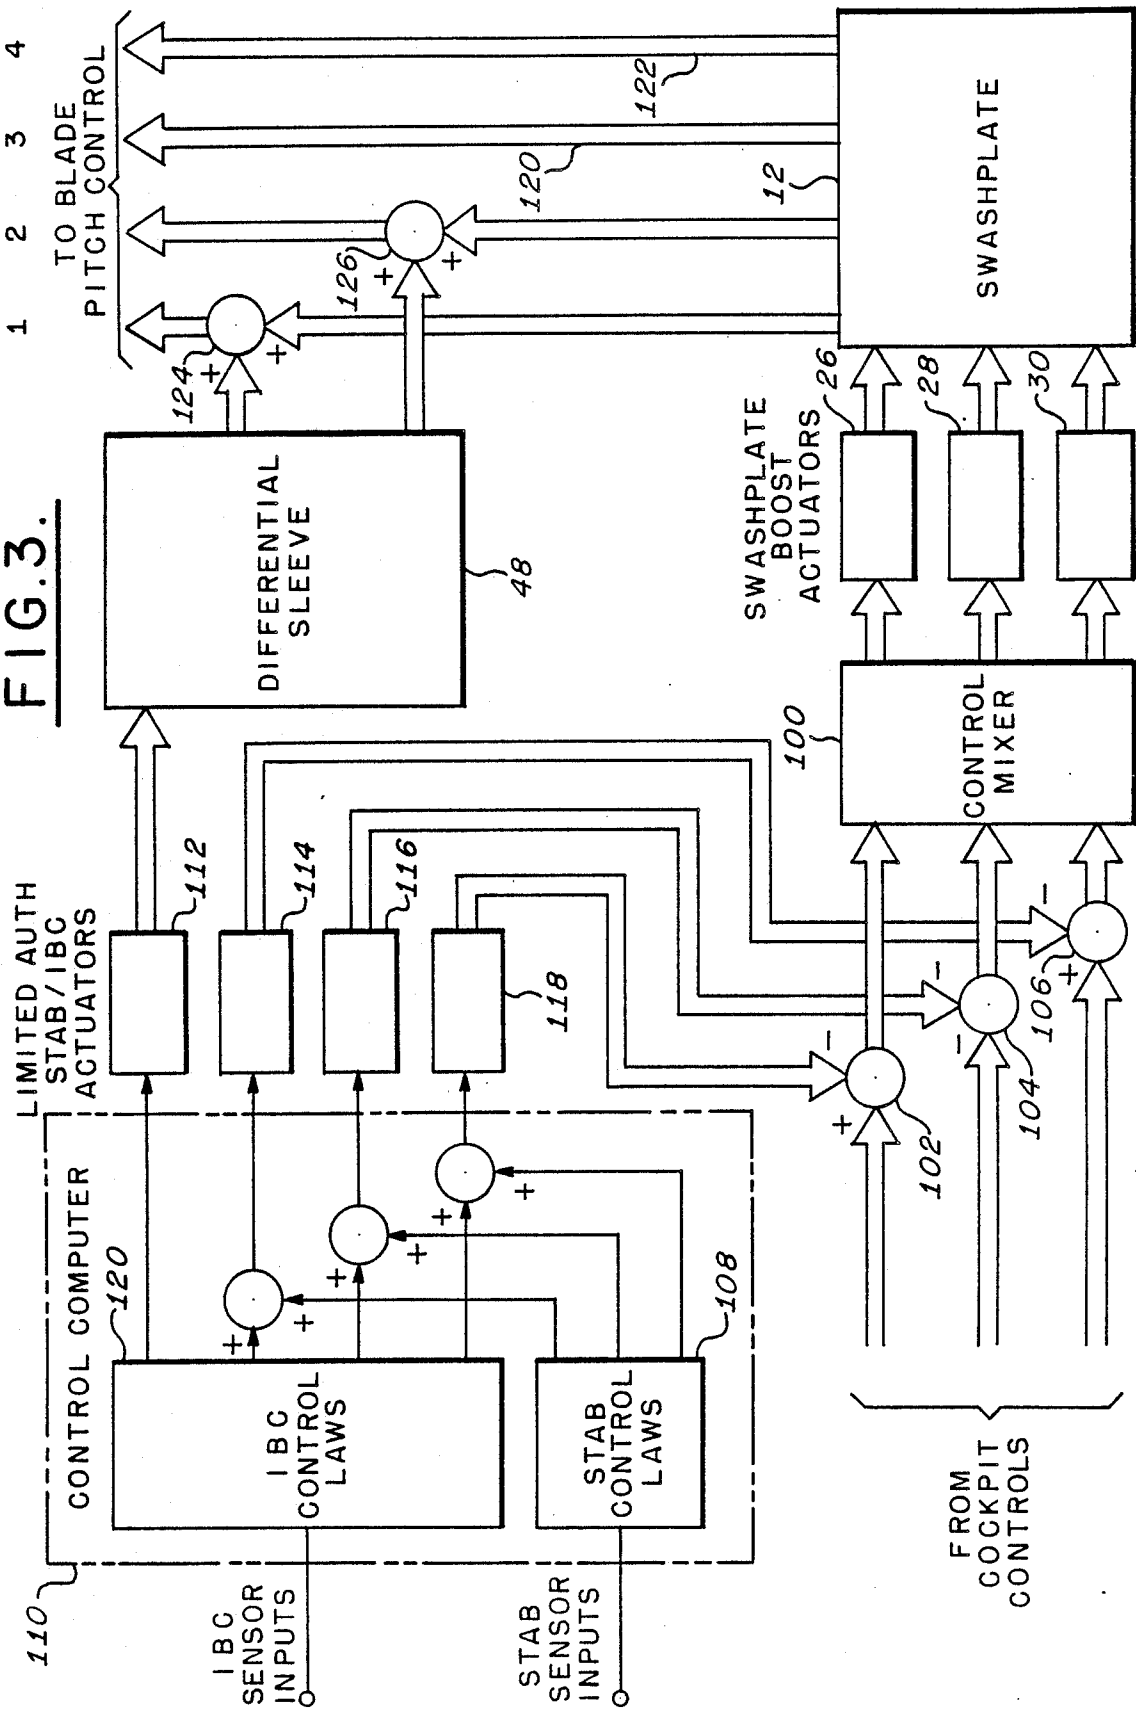 FIG.3.
LIMITED AUTH
STAB/IBC
ACTUATORS
TO BLADE
PITCH CONTROL
1
2
3
4
110
CONTROL COMPUTER
120
IBC
SENSOR
INPUTS
IBC
CONTROL
LAWS
STAB
SENSOR
INPUTS
STAB
CONTROL
LAWS
108
+
+
+
+
+
+
112
114
116
118
DIFFERENTIAL
SLEEVE
48
124
+
+
126
+
+
120
122
FROM
COCKPIT
CONTROLS
+
-
102
-
-
104
+
-
106
100
CONTROL
MIXER
SWASHPLATE
BOOST
ACTUATORS
26
28
30
12
SWASHPLATE